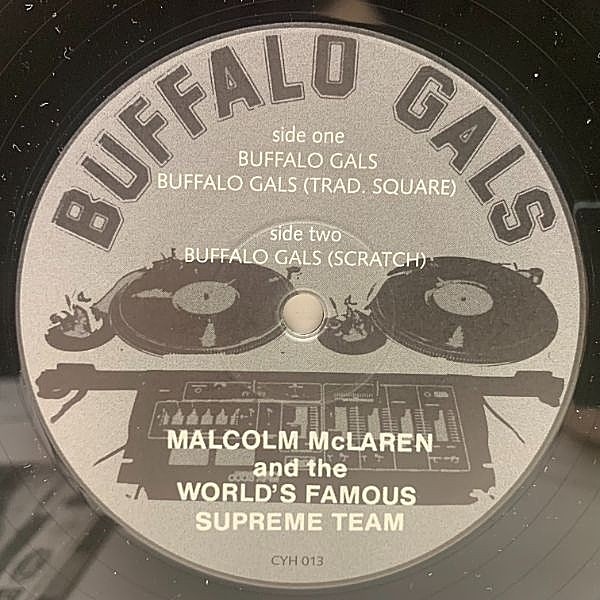 BUFFALO GALS
side one
BUFFALO GALS
BUFFALO GALS (TRAD. SQUARE)
side two
BUFFALO GALS (SCRATCH)
MALCOLM McLAREN
and the
WORLD'S FAMOUS
SUPREME TEAM
CYH 013